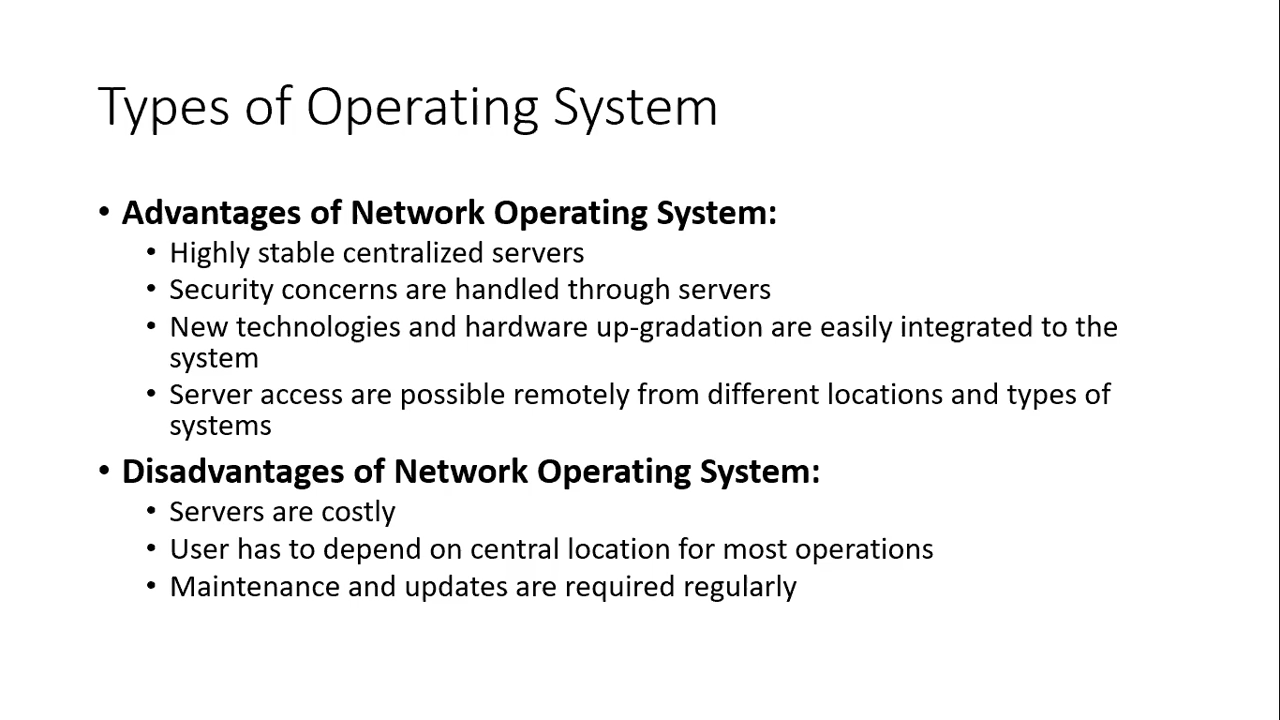 Types of Operating System
• Advantages of Network Operating System:
• Highly stable centralized servers
• Security concerns are handled through servers
• New technologies and hardware up-gradation are easily integrated to the
system
• Server access are possible remotely from different locations and types of
systems
• Disadvantages of Network Operating System:
• Servers are costly
• User has to depend on central location for most operations
• Maintenance and updates are required regularly